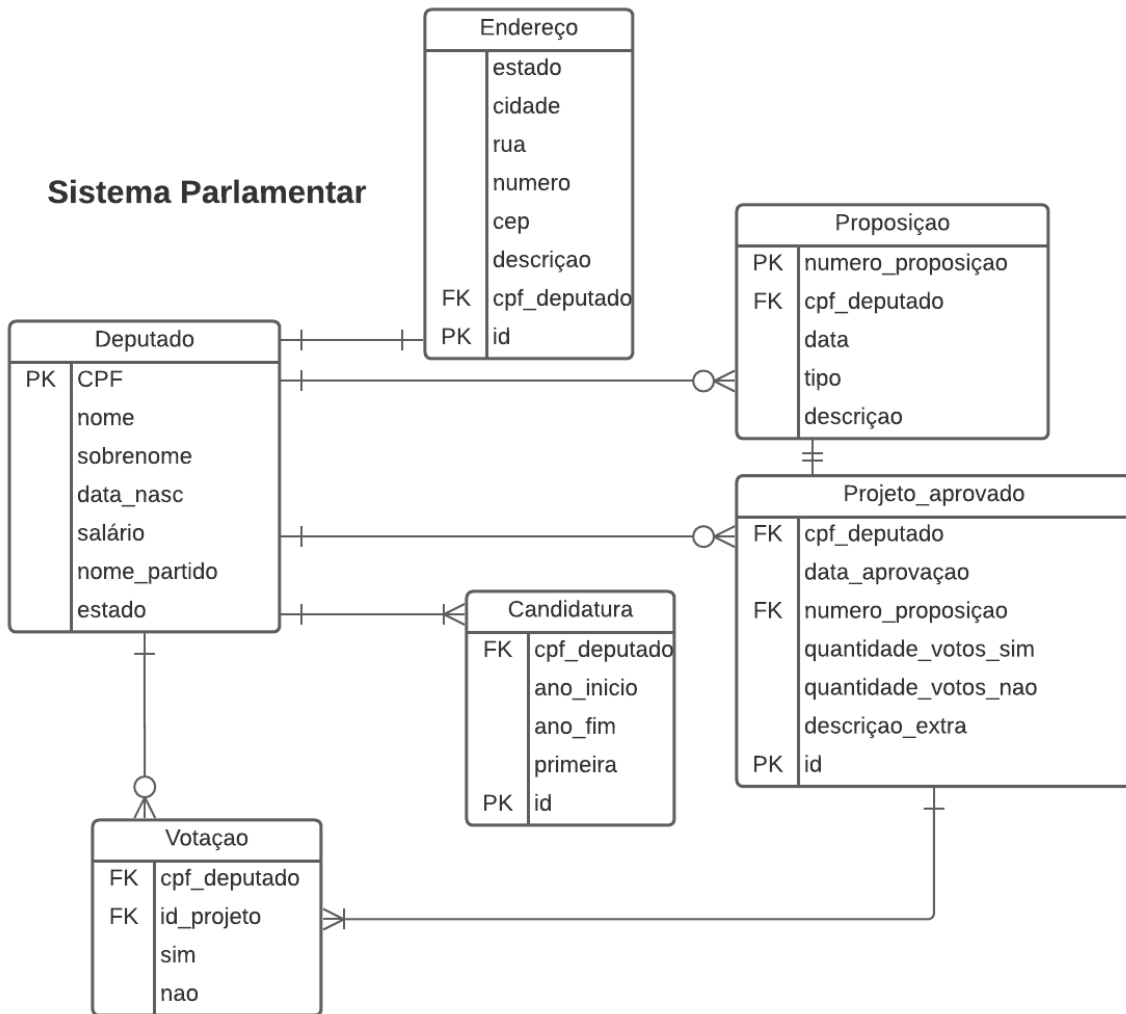 Sistema Parlamentar
Endereço
estado
cidade
rua
numero
cep
descriçao
FK cpf_deputado
PK id
Proposiçao
PK numero_proposiçao
FK cpf_deputado
data
tipo
descriçao
Deputado
PK CPF
nome
sobrenome
data_nasc
salário
nome_partido
estado
Projeto_aprovado
FK cpf_deputado
data_aprovaçao
FK numero_proposiçao
quantidade_votos_sim
quantidade_votos_nao
descriçao_extra
PK id
Candidatura
FK cpf_deputado
ano_inicio
ano_fim
primeira
PK id
Votaçao
FK cpf_deputado
FK id_projeto
sim
nao